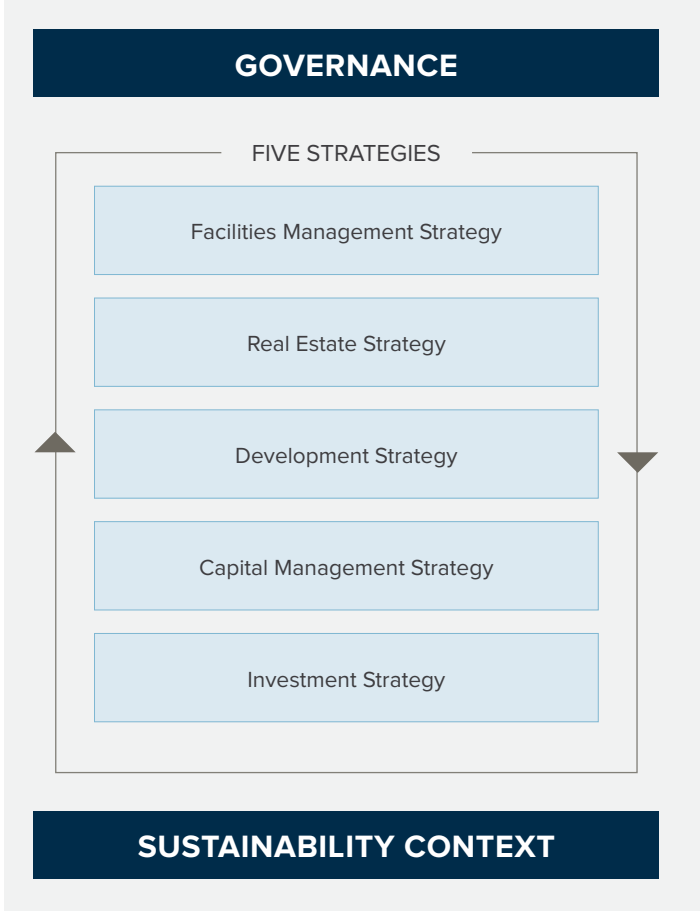 GOVERNANCE
FIVE STRATEGIES
Facilities Management Strategy
Real Estate Strategy
Development Strategy
Capital Management Strategy
Investment Strategy
SUSTAINABILITY CONTEXT